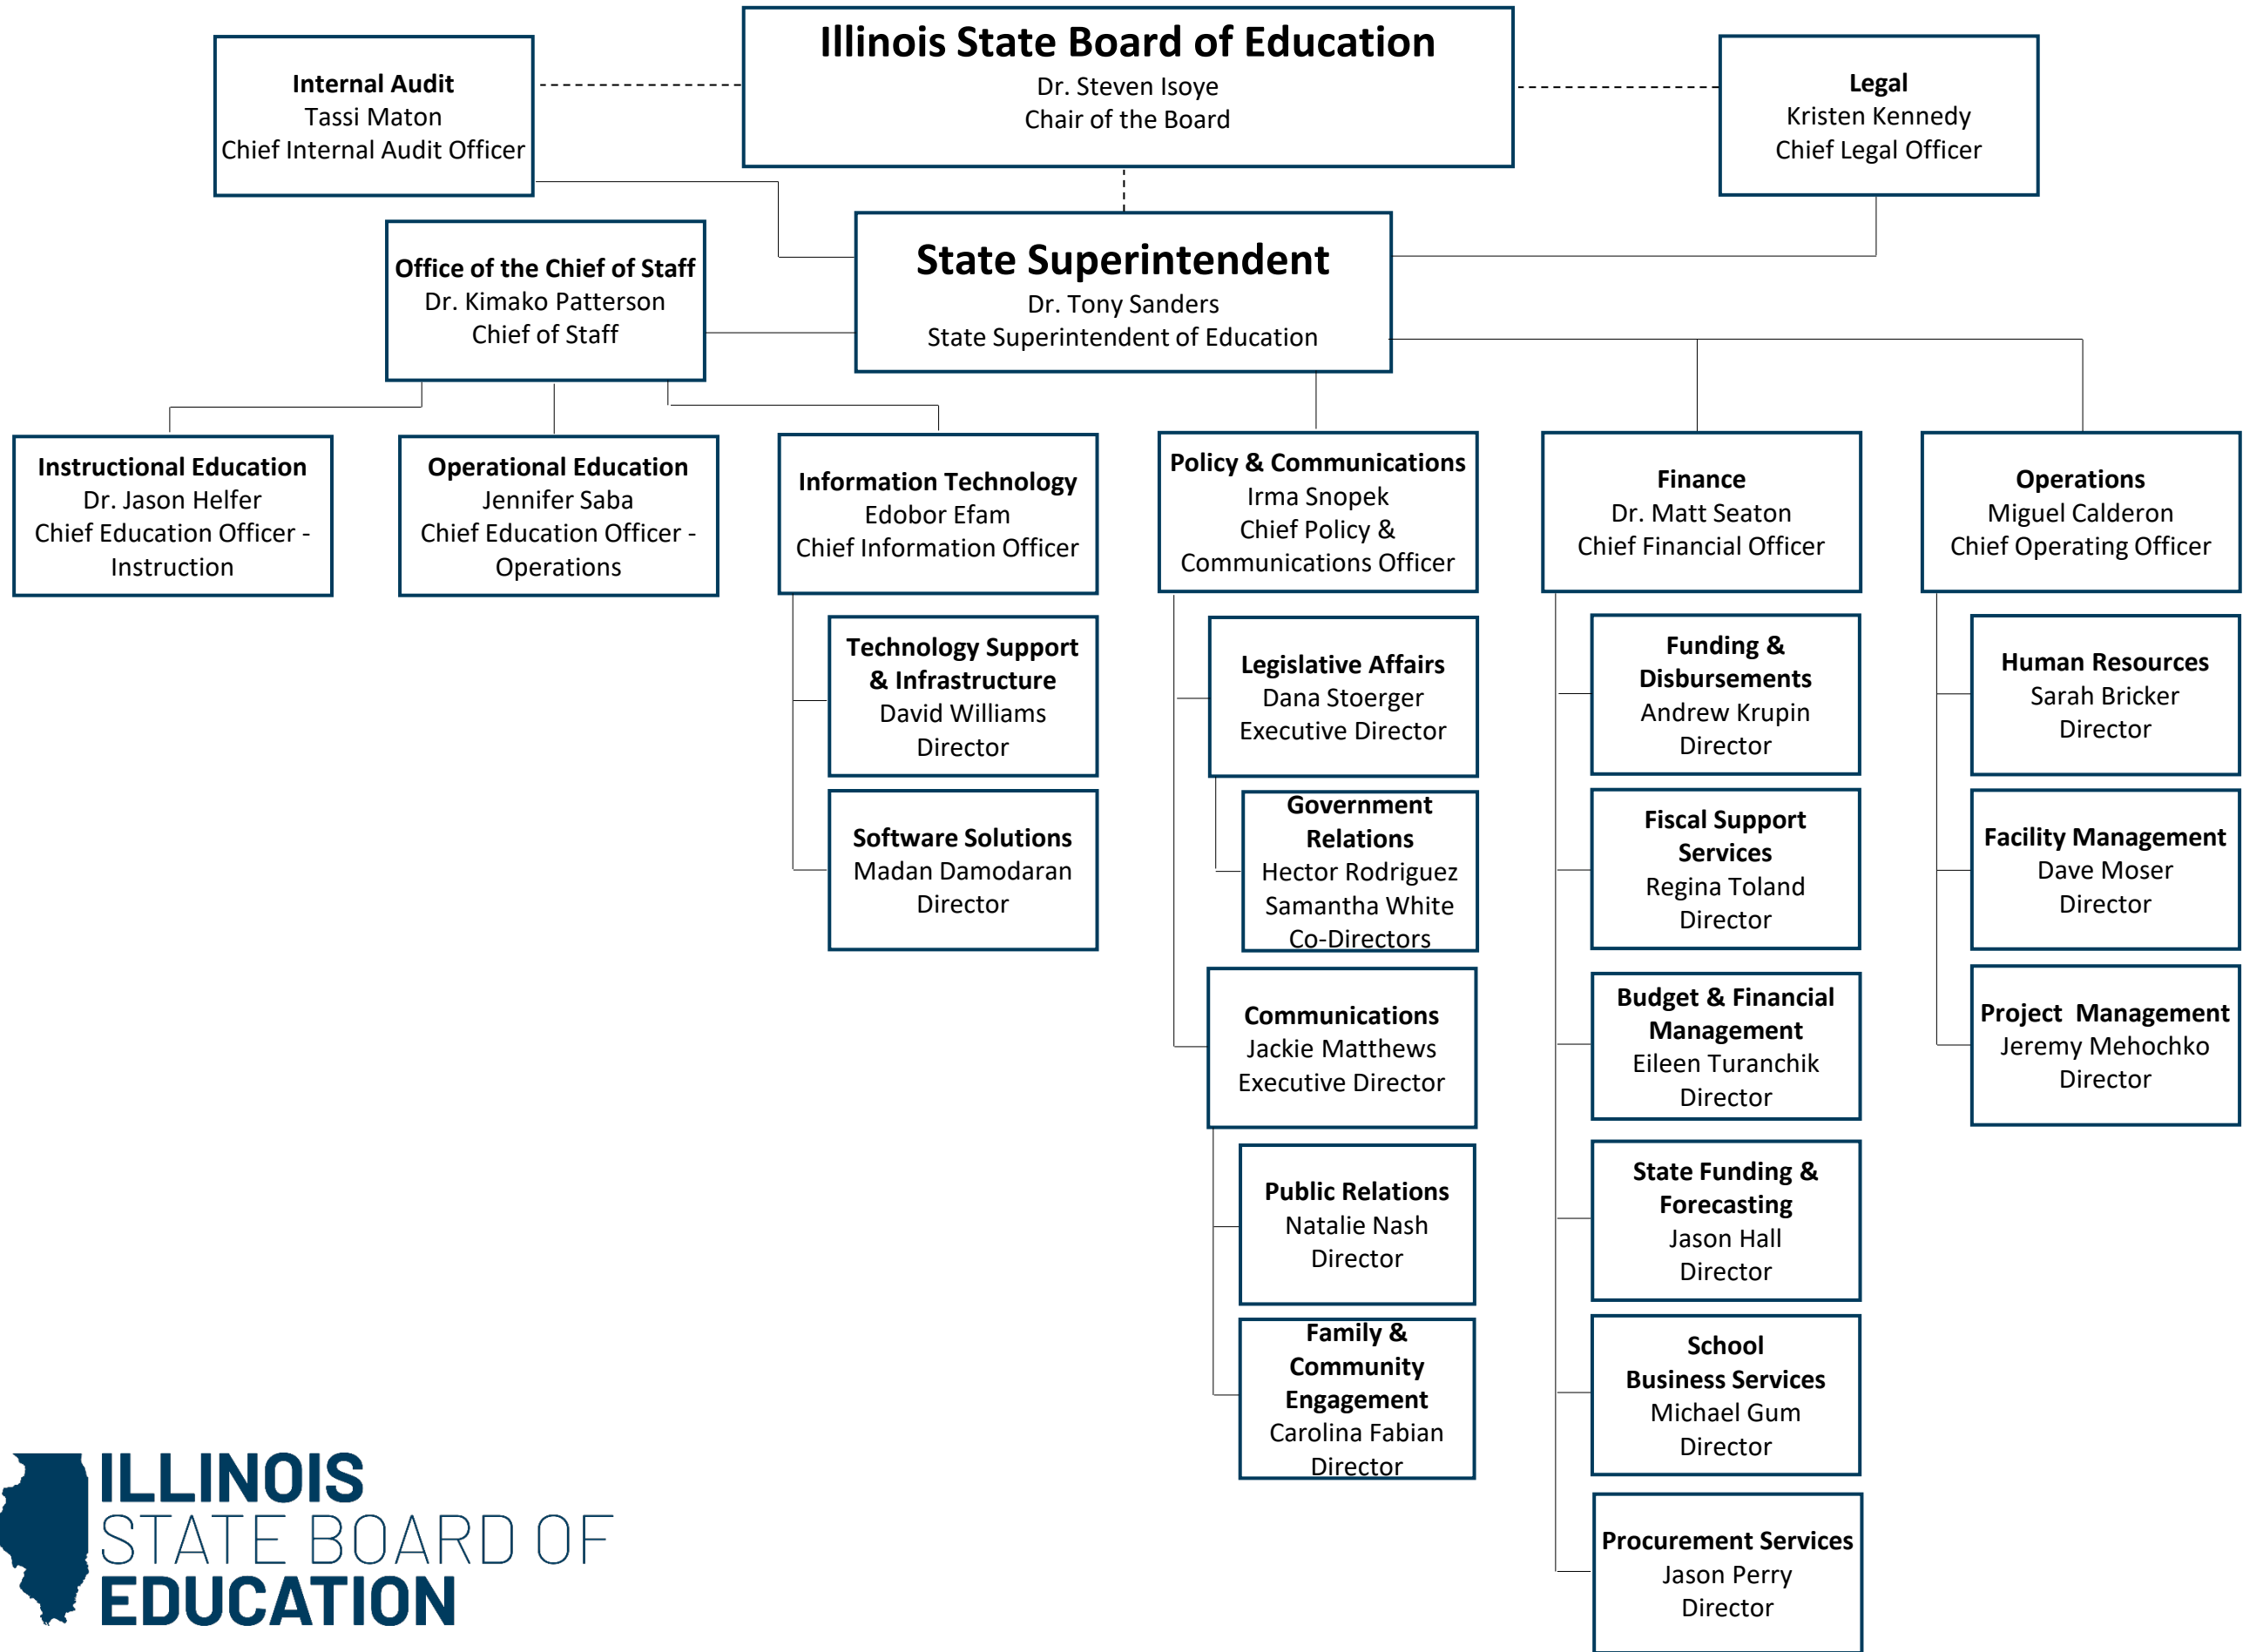 Illinois State Board of Education
Dr. Steven Isoye
Chair of the Board
Internal Audit
Tassi Maton
Chief Internal Audit Officer
Legal
Kristen Kennedy
Chief Legal Officer
State Superintendent
Dr. Tony Sanders
State Superintendent of Education
Office of the Chief of Staff
Dr. Kimako Patterson
Chief of Staff
Instructional Education
Dr. Jason Helfer
Chief Education Officer -
Instruction
Operational Education
Jennifer Saba
Chief Education Officer -
Operations
Information Technology
Edobor Efam
Chief Information Officer
Technology Support
& Infrastructure
David Williams
Director
Software Solutions
Madan Damodaran
Director
Policy & Communications
Irma Snopek
Chief Policy &
Communications Officer
Legislative Affairs
Dana Stoerger
Executive Director
Government
Relations
Hector Rodriguez
Samantha White
Co-Directors
Communications
Jackie Matthews
Executive Director
Public Relations
Natalie Nash
Director
Family &
Community
Engagement
Carolina Fabian
Director
Finance
Dr. Matt Seaton
Chief Financial Officer
Funding &
Disbursements
Andrew Krupin
Director
Fiscal Support
Services
Regina Toland
Director
Budget & Financial
Management
Eileen Turanchik
Director
State Funding &
Forecasting
Jason Hall
Director
School
Business Services
Michael Gum
Director
Procurement Services
Jason Perry
Director
Operations
Miguel Calderon
Chief Operating Officer
Human Resources
Sarah Bricker
Director
Facility Management
Dave Moser
Director
Project  Management
Jeremy Mehochko
Director
ILLINOIS
STATE BOARD OF
EDUCATION